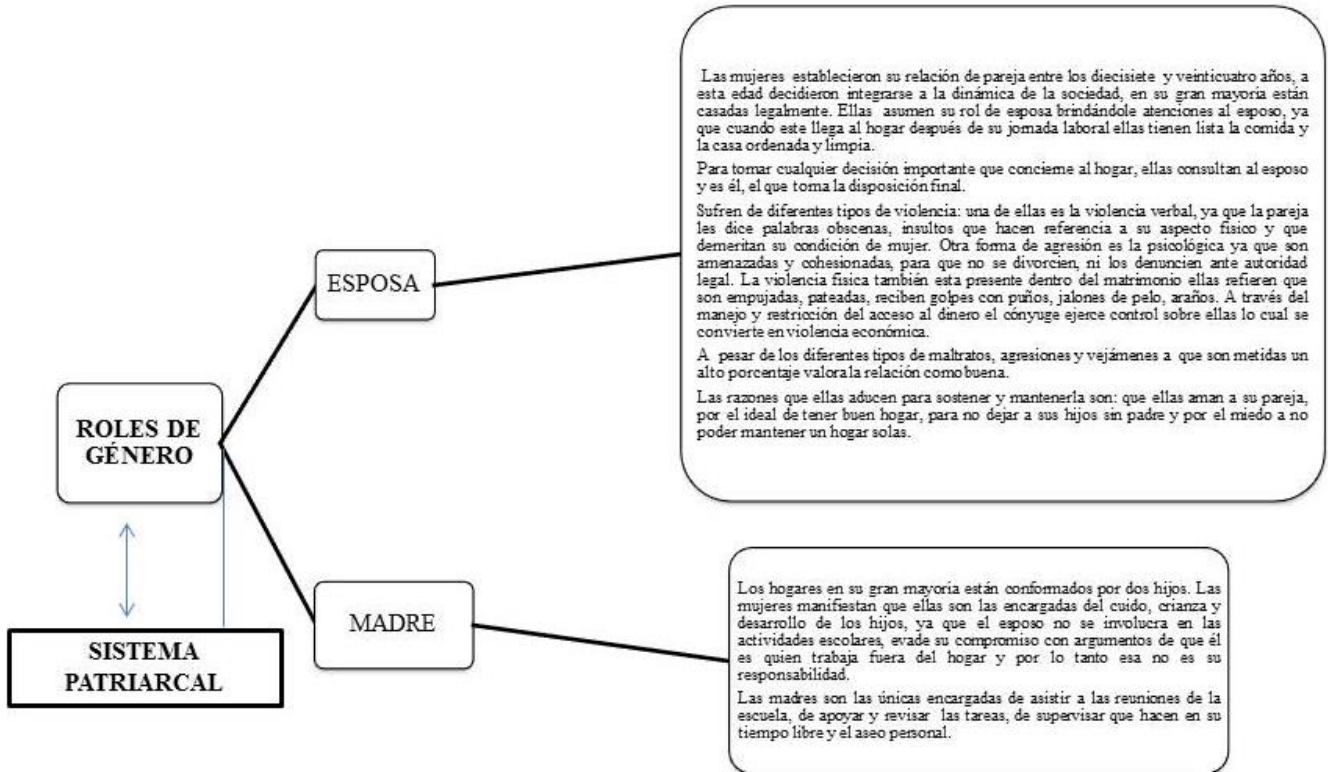 Las mujeres establecieron su relación de pareja entre los diecisiete y veinticuatro años, a
esta edad decidieron integrarse a la dinámica de la sociedad, en su gran mayoria están
casadas legalmente. Ellas asumen su rol de esposa brindándole atenciones al esposo, ya
que cuando este llega al hogar después de su jornada laboral ellas tienen lista la comida y
la casa ordenada y limpia.
Para tomar cualquier decisión importante que concierne al hogar, ellas consultan al esposo
y es él, el que toma la disposición final.
Sufren de diferentes tipos de violencia: una de ellas es la violencia verbal, ya que la pareja
les dice palabras obscenas, insultos que hacen referencia a su aspecto físico y que
demeritan su condición de mujer. Otra forma de agresión es la psicológica ya que son
amenazadas y cohesionadas, para que no se divorcien, ni los denuncien ante autoridad
legal. La violencia física también esta presente dentro del matrimonio ellas refieren que
son empujadas, pateadas, reciben golpes con puños, jalones de pelo, araños. A través del
manejo y restricción del acceso al dinero el cónyuge ejerce control sobre ellas lo cual se
convierte en violencia económica.
A pesar de los diferentes tipos de maltratos, agresiones y vejámenes a que son metidas un
alto porcentaje valora la relación como buena.
Las razones que ellas aducen para sostener y mantenerla son: que ellas aman a su pareja,
por el ideal de tener buen hogar, para no dejar a sus hijos sin padre y por el miedo a no
poder mantener un hogar solas.
ESPOSA
ROLES DE
GÉNERO
MADRE
SISTEMA
PATRIARCAL
Los hogares en su gran mayoria están conformados por dos hijos. Las
mujeres manifiestan que ellas son las encargadas del cuido, crianza y
desarrollo de los hijos, ya que el esposo no se involucra en las
actividades escolares, evade su compromiso con argumentos de que él
es quien trabaja fuera del hogar y por lo tanto esa no es su
responsabilidad.
Las madres son las únicas encargadas de asistir a las reuniones de la
escuela, de apoyar y revisar las tareas, de supervisar que hacen en su
tiempo libre y el aseo personal.